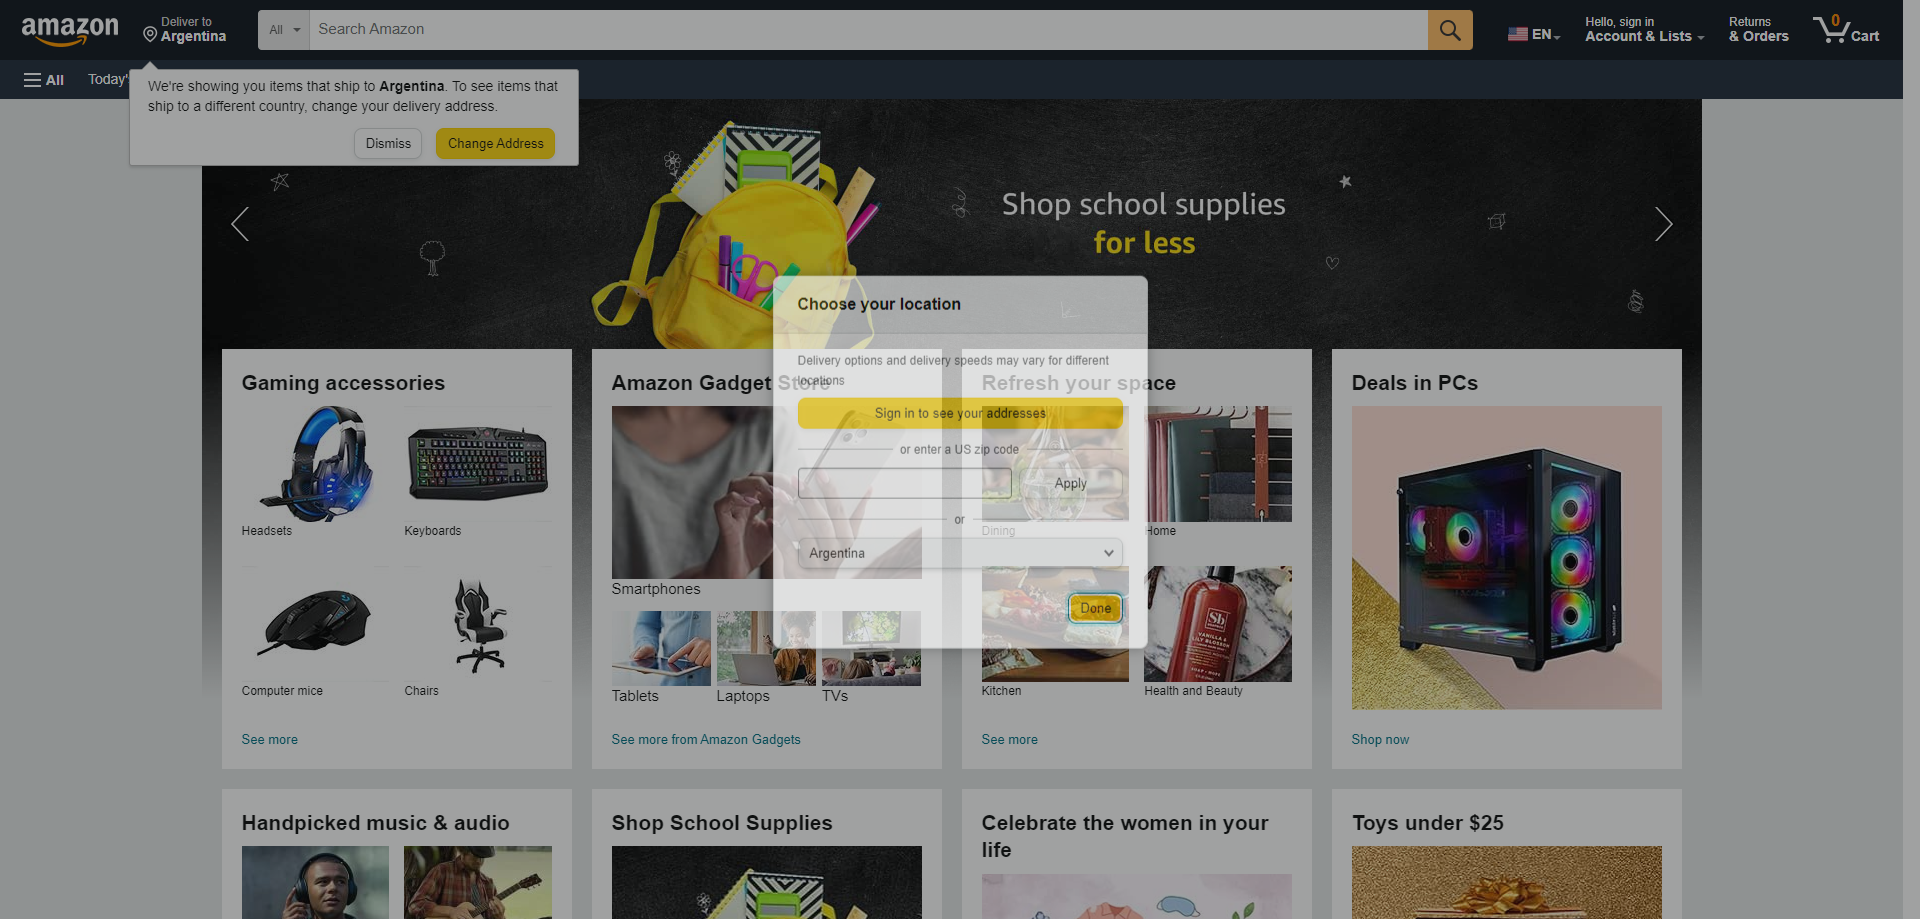 amazon
Deliver to
Argentina
All
Search Amazon
EN
Hello, sign in
Account & Lists
Returns
& Orders
0
Cart
All
Today's
We're showing you items that ship to Argentina. To see items that
ship to a different country, change your delivery address.
Dismiss
Change Address
Shop school supplies
for less
Choose your location
Delivery options and delivery speeds may vary for different
locations
Sign in to see your addresses
or enter a US zip code
Apply
or
Argentina
Done
Gaming accessories
Headsets
Keyboards
Computer mice
Chairs
See more
Amazon Gadget Store
Smartphones
Tablets
Laptops
TVs
See more from Amazon Gadgets
Refresh your space
Dining
Home
Kitchen
Sb
VANILLA &
LILY BLOSSOM
Health and Beauty
See more
Deals in PCs
Shop now
Handpicked music & audio
Shop School Supplies
Celebrate the women in your
life
Toys under $25